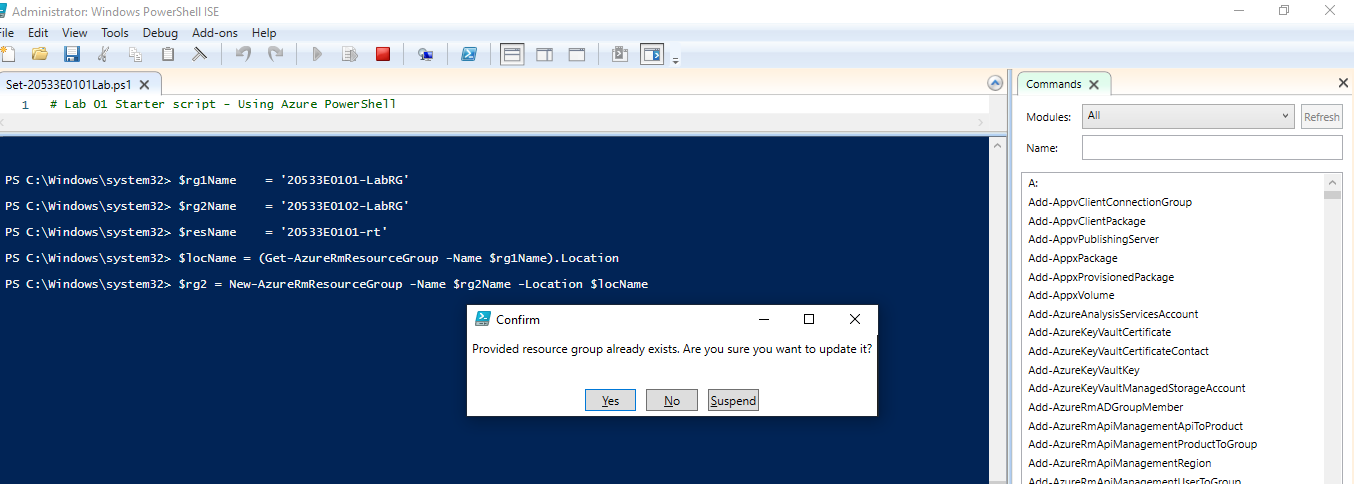 Administrator: Windows PowerShell ISE
File Edit View Tools Debug Add-ons Help
Set-20533E0101Lab.ps1
1 # Lab 01 Starter script - Using Azure PowerShell
PS C:\Windows\system32> $rg1Name    = '20533E0101-LabRG'
PS C:\Windows\system32> $rg2Name    = '20533E0102-LabRG'
PS C:\Windows\system32> $resName    = '20533E0101-rt'
PS C:\Windows\system32> $locName = (Get-AzureRmResourceGroup -Name $rg1Name).Location
PS C:\Windows\system32> $rg2 = New-AzureRmResourceGroup -Name $rg2Name -Location $locName
Confirm
Provided resource group already exists. Are you sure you want to update it?
Yes No Suspend
Commands
Modules: All Refresh
Name:
A:
Add-AppvClientConnectionGroup
Add-AppvClientPackage
Add-AppvPublishingServer
Add-AppxPackage
Add-AppxProvisionedPackage
Add-AppxVolume
Add-AzureAnalysisServicesAccount
Add-AzureKeyVaultCertificate
Add-AzureKeyVaultCertificateContact
Add-AzureKeyVaultKey
Add-AzureKeyVaultManagedStorageAccount
Add-AzureRmADGroupMember
Add-AzureRmApiManagementApiToProduct
Add-AzureRmApiManagementProductToGroup
Add-AzureRmApiManagementRegion
Add-AzureRmApiManagementUserToGroup